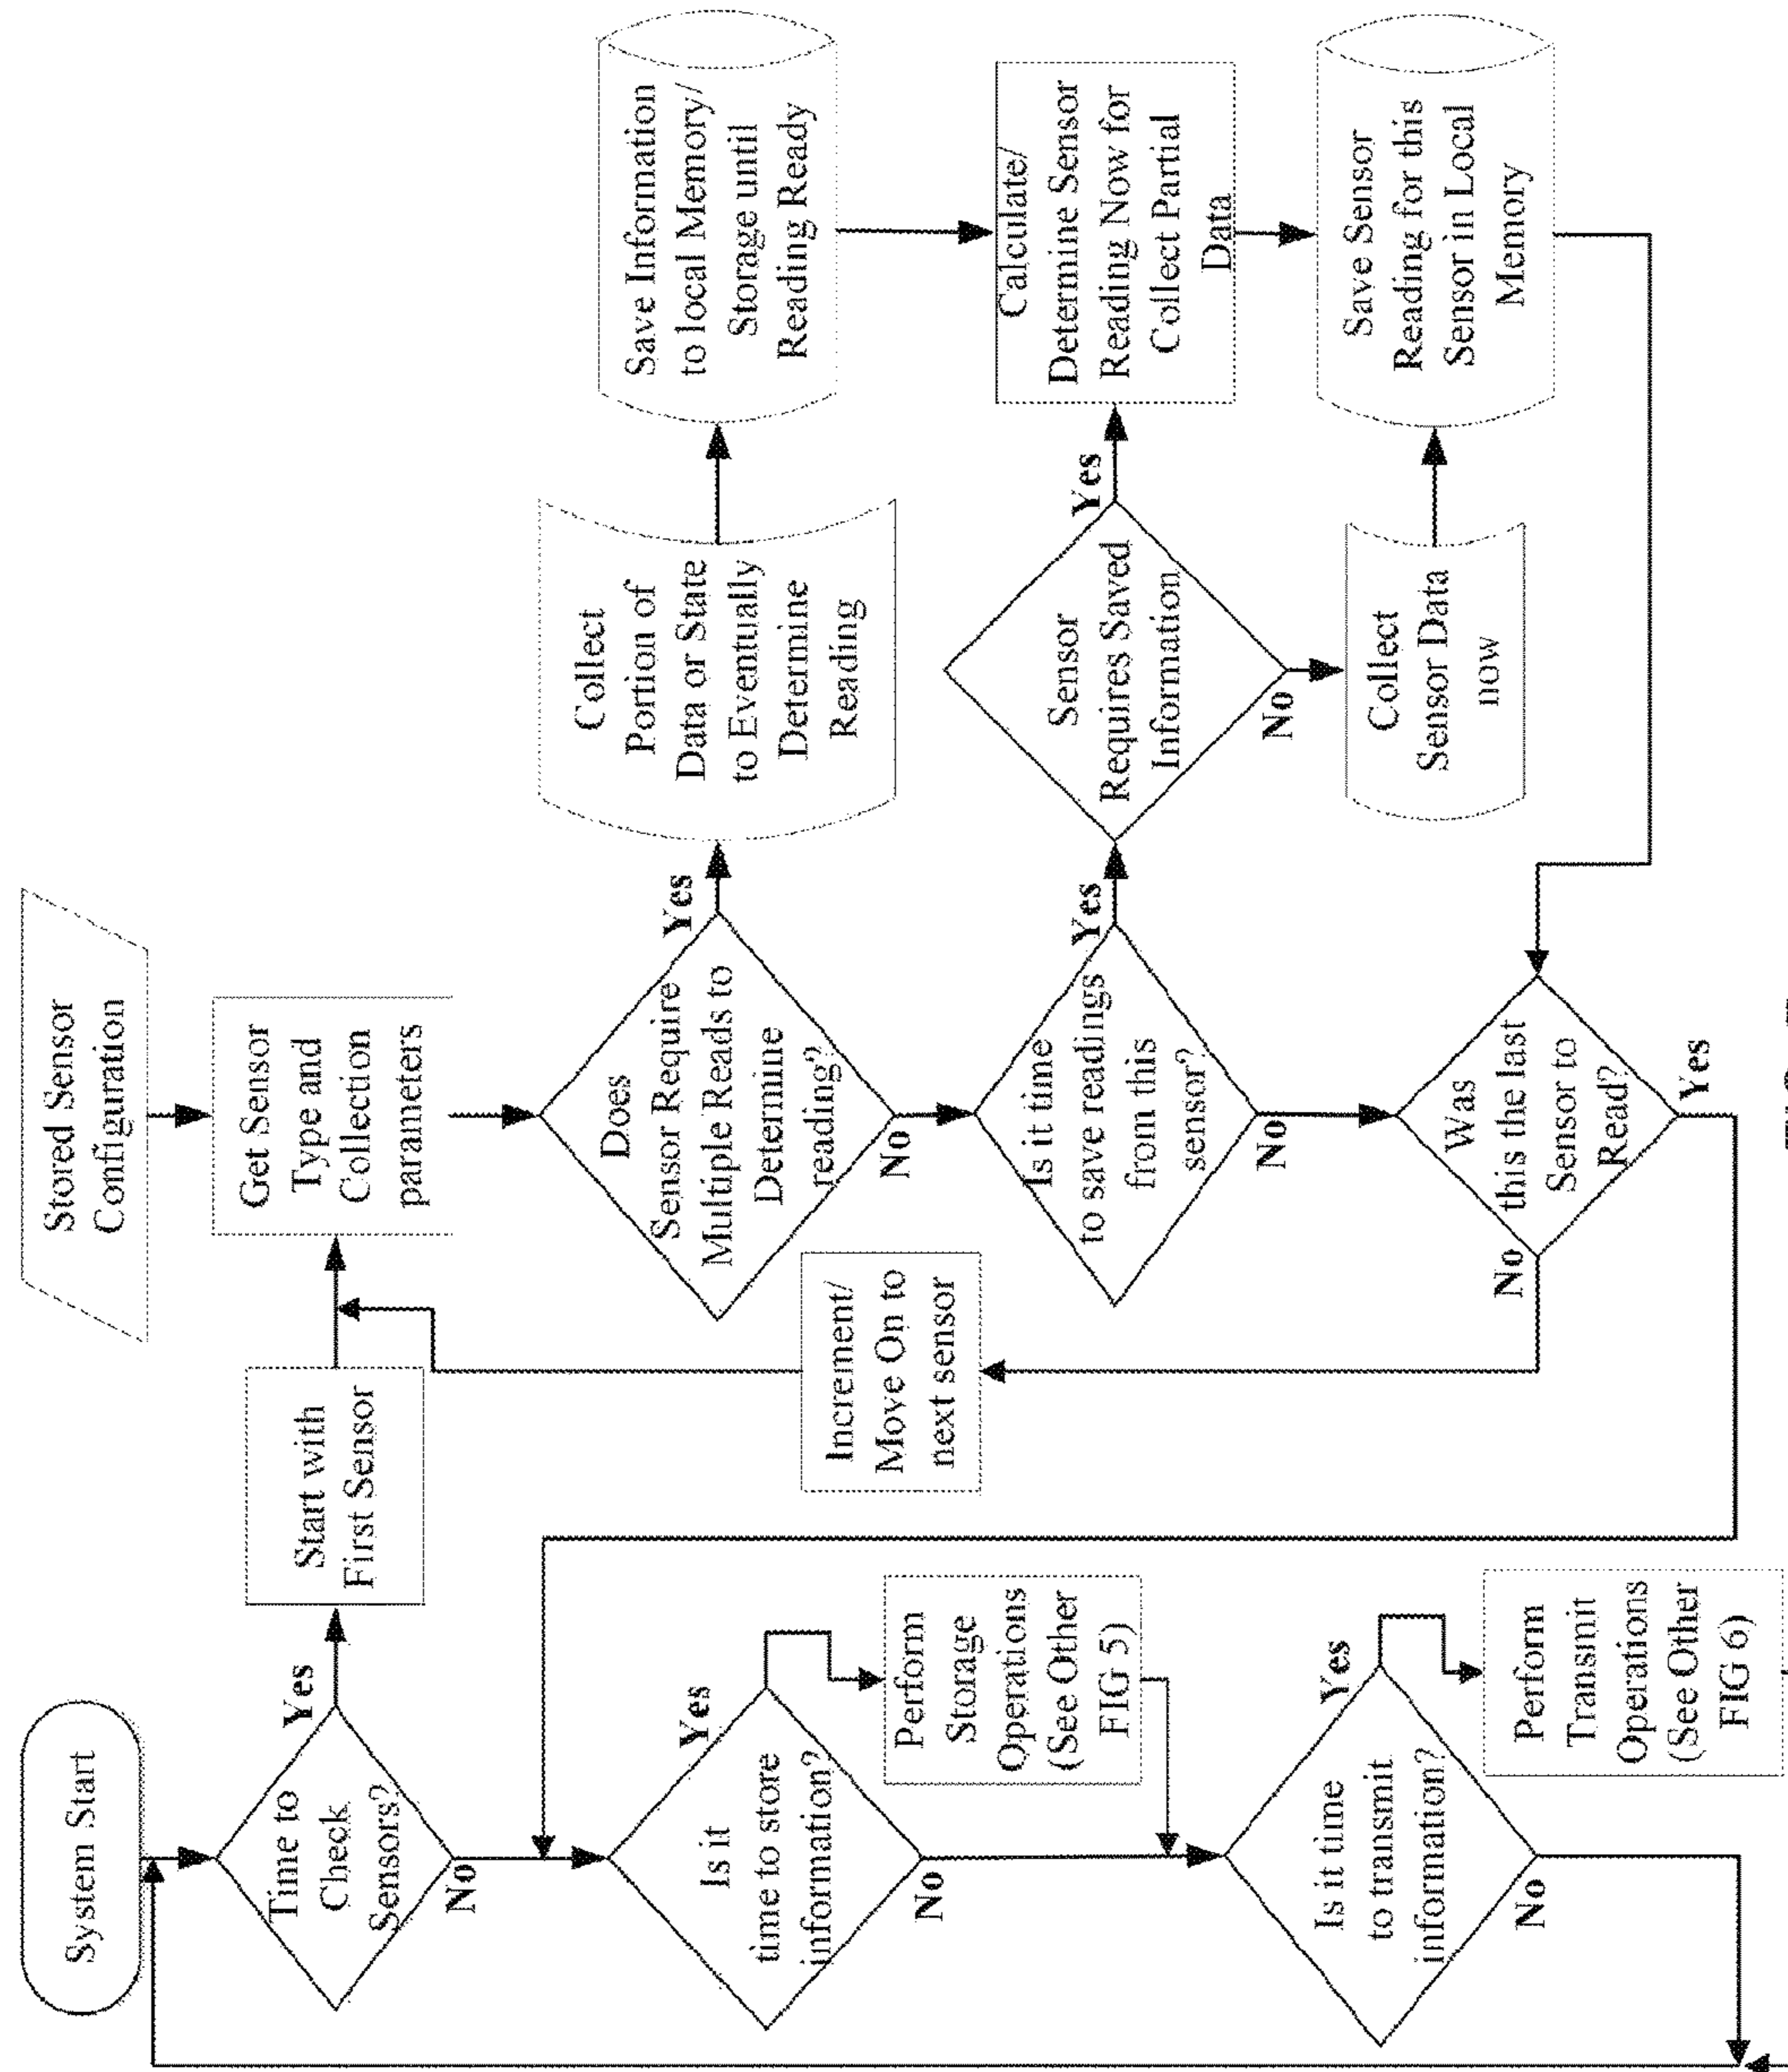 System Start
Time to
Check
Sensors?
Yes
No
Start with
First Sensor
Stored Sensor
Configuration
Get Sensor
Type and
Collection
parameters
Does
Sensor Require
Multiple Reads to
Determine
reading?
Yes
No
Collect
Portion of
Data or State
to Eventually
Determine
Reading
Save Information
to local Memory/
Storage until
Reading Ready
Is it time
to save readings
from this
sensor?
Yes
No
Sensor
Requires Saved
Information
Yes
No
Calculate/
Determine Sensor
Reading Now for
Collect Partial
Data
Collect
Sensor Data
now
Save Sensor
Reading for this
Sensor in Local
Memory
Was
this the last
Sensor to
Read?
No
Yes
Increment/
Move On to
next sensor
Is it
time to store
information?
Yes
No
Perform
Storage
Operations
(See Other
FIG 5)
Is it time
to transmit
information?
Yes
No
Perform
Transmit
Operations
(See Other
FIG 6)